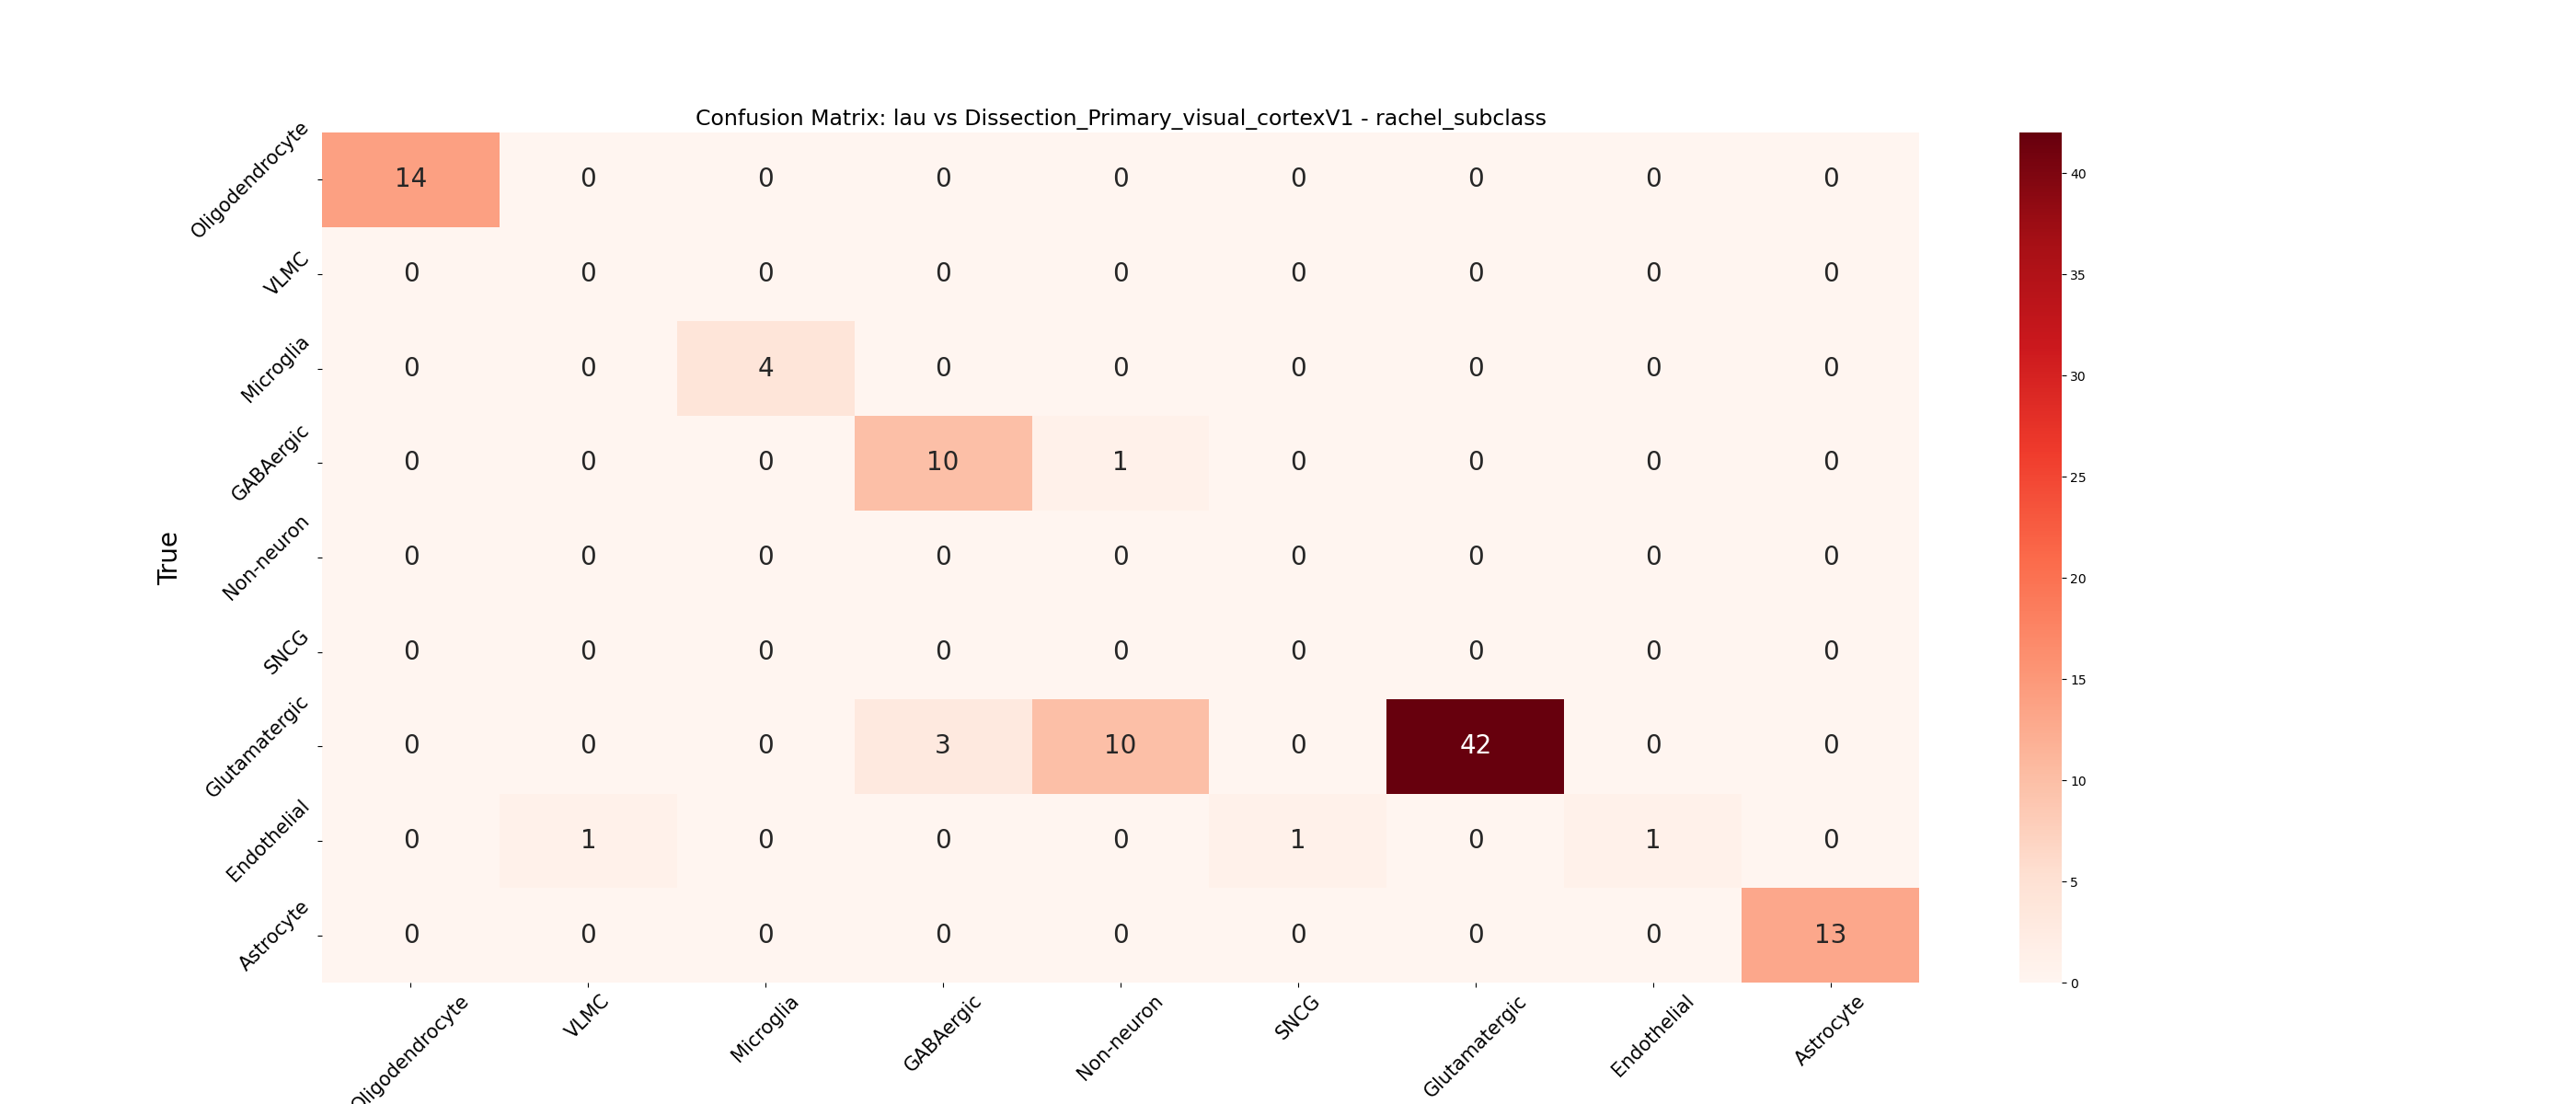 Confusion Matrix: lau vs Dissection_Primary_visual_cortexV1 - rachel_subclass
True
Oligodendrocyte 14 0 0 0 0 0 0 0 0
VLMC 0 0 0 0 0 0 0 0 0
Microglia 0 0 4 0 0 0 0 0 0
GABAergic 0 0 0 10 1 0 0 0 0
Non-neuron 0 0 0 0 0 0 0 0 0
SNCG 0 0 0 0 0 0 0 0 0
Glutamatergic 0 0 0 3 10 0 42 0 0
Endothelial 0 1 0 0 0 1 0 1 0
Astrocyte 0 0 0 0 0 0 0 0 13
Oligodendrocyte VLMC Microglia GABAergic Non-neuron SNCG Glutamatergic Endothelial Astrocyte
40
35
30
25
20
15
10
5
0